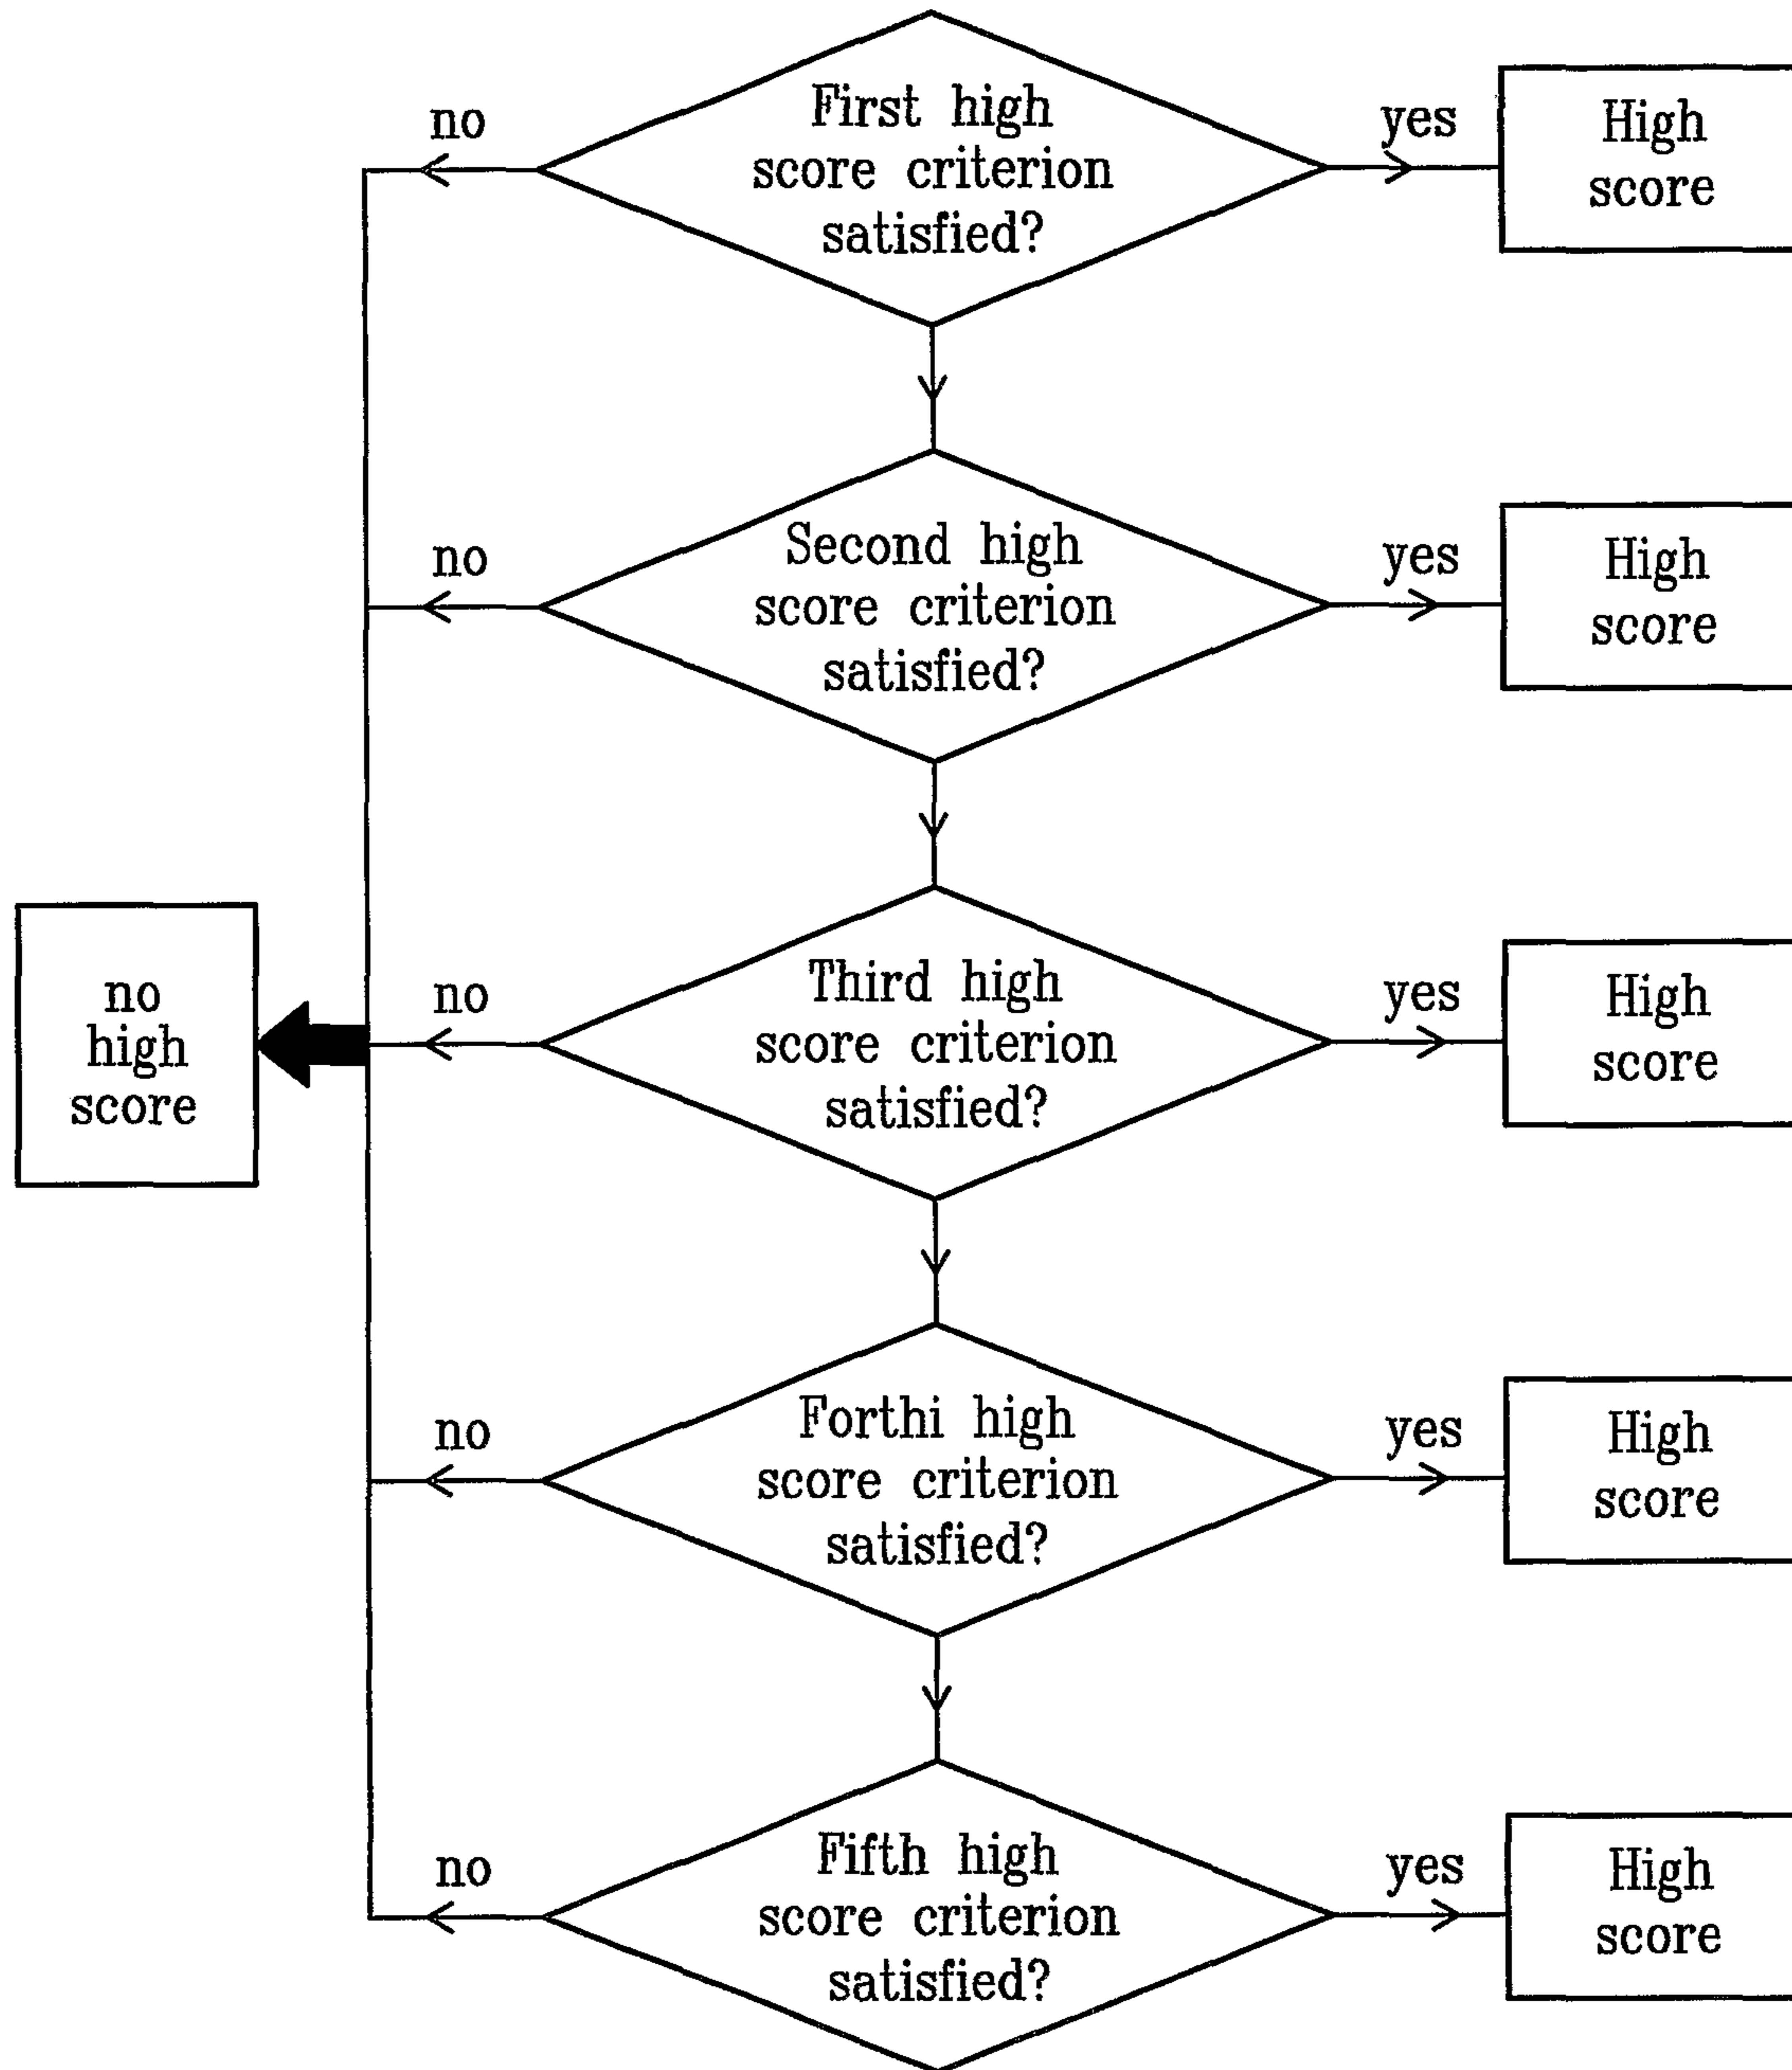 First high
score criterion
satisfied?
no
yes
High
score
Second high
score criterion
satisfied?
no
yes
High
score
Third high
score criterion
satisfied?
no
yes
High
score
no
high
score
Forthi high
score criterion
satisfied?
no
yes
High
score
Fifth high
score criterion
satisfied?
no
yes
High
score